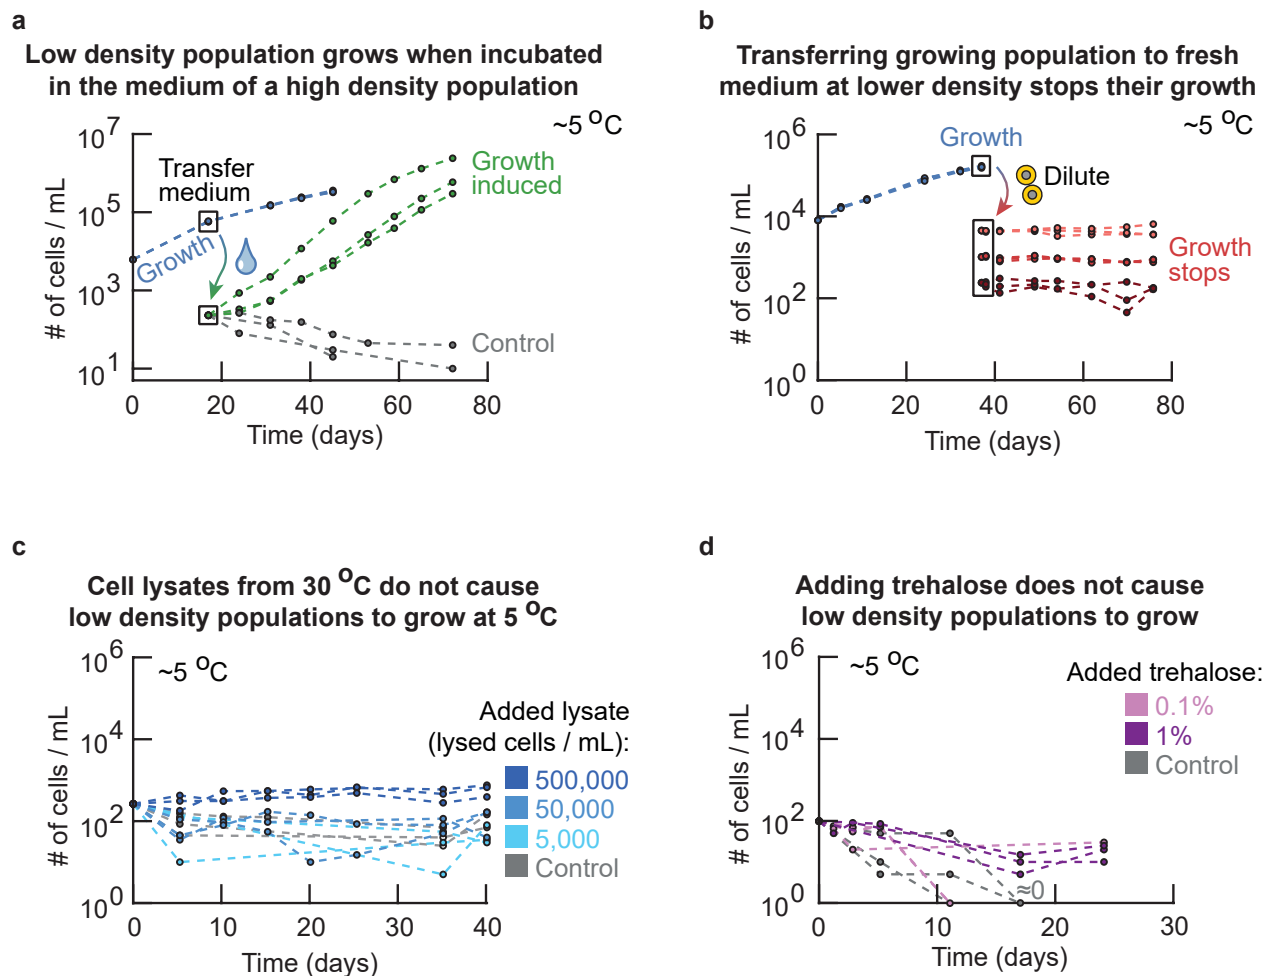 a
Low density population grows when incubated
in the medium of a high density population
~5 °C
10^7
10^5
10^3
10^1
# of cells / mL
Transfer
medium
Growth
Growth
induced
Control
0
20
40
60
80
Time (days)
b
Transferring growing population to fresh
medium at lower density stops their growth
~5 °C
10^6
10^4
10^2
10^0
# of cells / mL
Growth
Dilute
Growth
stops
0
20
40
60
80
Time (days)
c
Cell lysates from 30 °C do not cause
low density populations to grow at 5 °C
~5 °C
10^6
10^4
10^2
10^0
# of cells / mL
Added lysate
(lysed cells / mL):
500,000
50,000
5,000
Control
0
10
20
30
40
Time (days)
d
Adding trehalose does not cause
low density populations to grow
~5 °C
10^6
10^4
10^2
10^0
# of cells / mL
Added trehalose:
0.1%
1%
Control
≈0
0
10
20
30
Time (days)